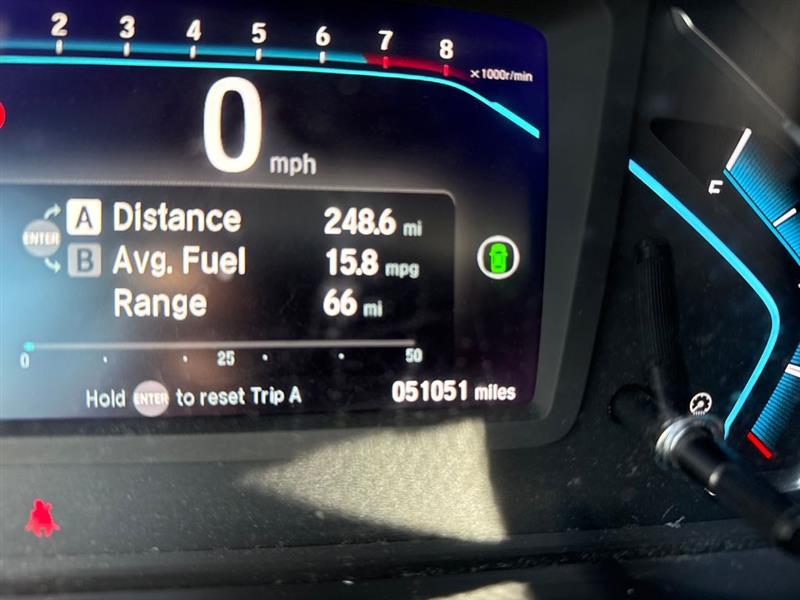 2 3 4 5 6 7 8
×1000r/min
0 mph
A Distance 248.6 mi
ENTER
B Avg. Fuel 15.8 mpg
Range 66 mi
0 25 50
Hold ENTER to reset Trip A
051051 miles